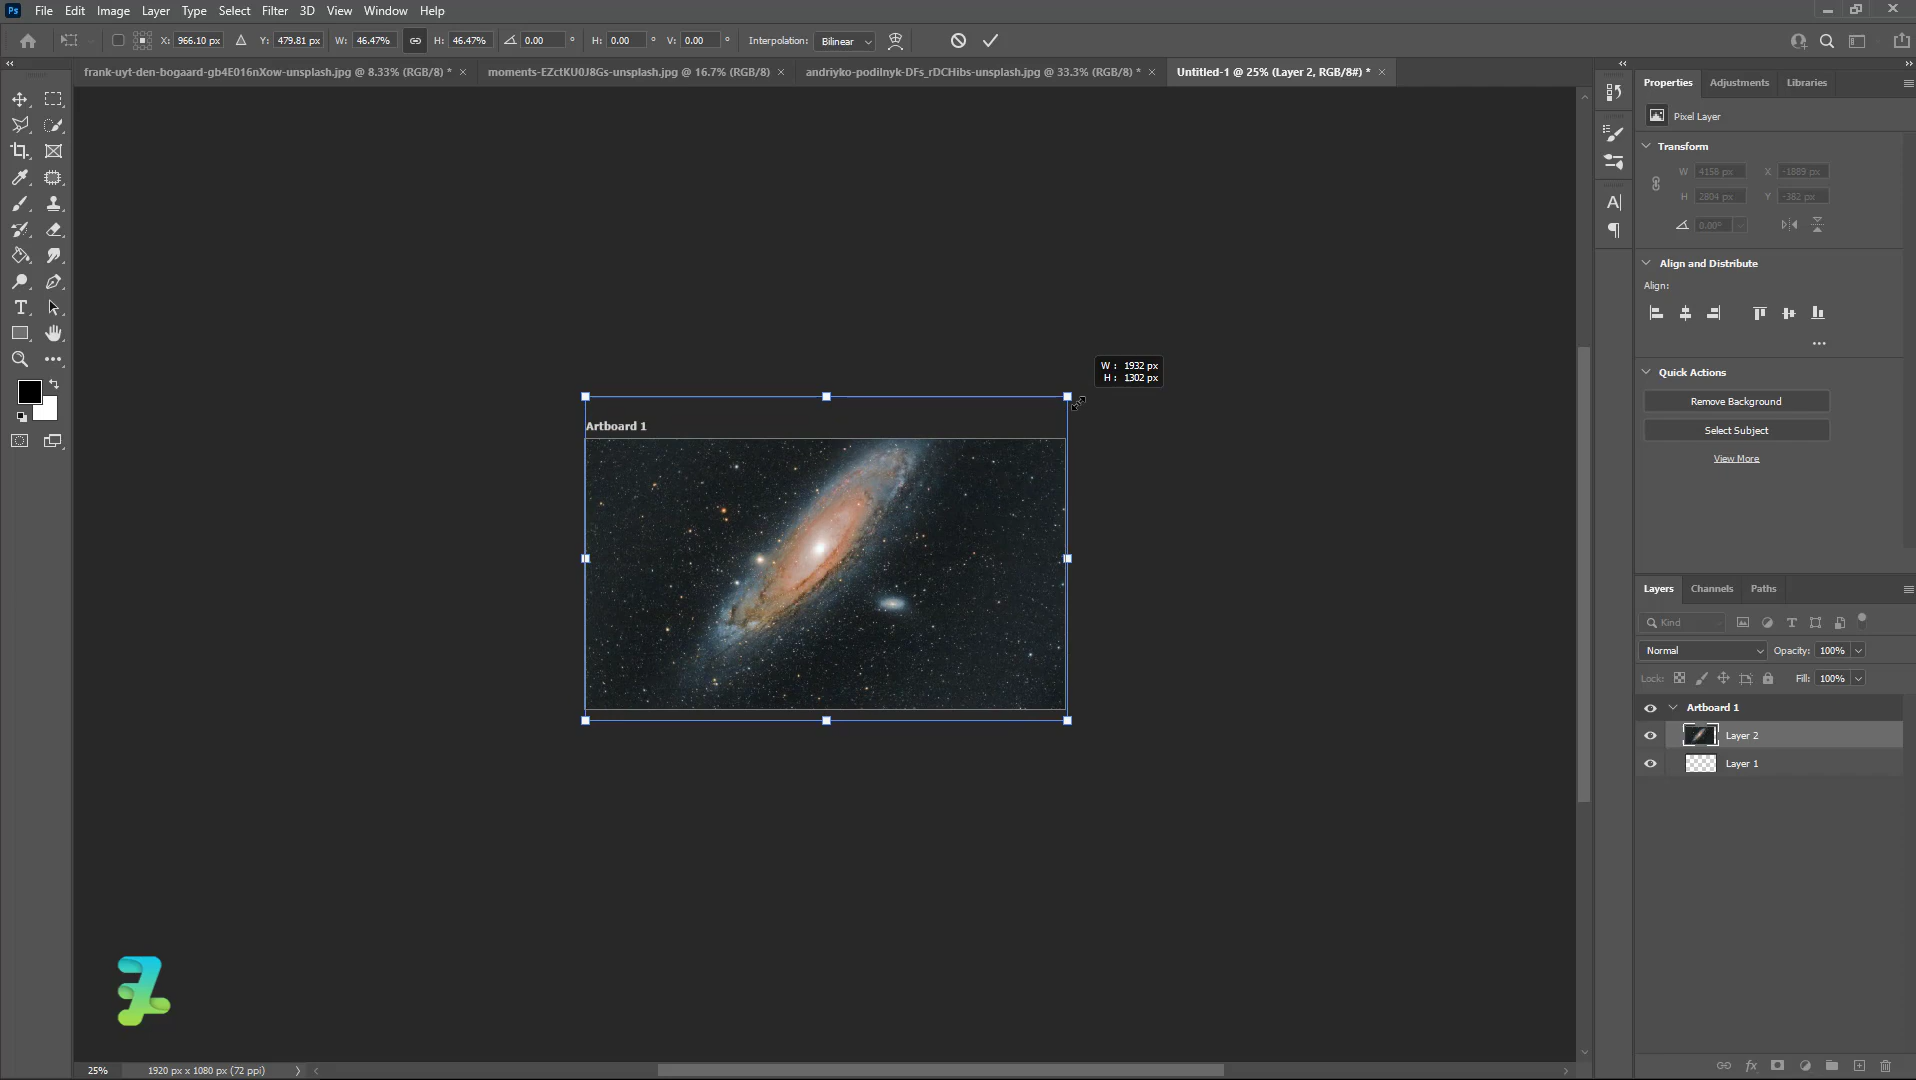 Ps File Edit Image Layer Type Select Filter 3D View Window Help
X: 966.10 px Y: 479.81 px W: 46.47% H: 46.47% 0.00 ° H: 0.00 ° V: 0.00 ° Interpolation: Bilinear
frank-uyt-den-bogaard-gb4E016nXow-unsplash.jpg @ 8.33% (RGB/8) * moments-EZctKU0J8Gs-unsplash.jpg @ 16.7% (RGB/8) andriyko-podilnyk-DFs_rDCHibs-unsplash.jpg @ 33.3% (RGB/8) * Untitled-1 @ 25% (Layer 2, RGB/8#) *
Properties Adjustments Libraries
Pixel Layer
Transform
W 4158 px X -1889 px
H 2804 px Y -382 px
0.00°
Align and Distribute
Align:
Quick Actions
Remove Background
Select Subject
View More
W : 1932 px
H : 1302 px
Artboard 1
Layers Channels Paths
Kind
Normal Opacity: 100%
Lock: Fill: 100%
Artboard 1
Layer 2
Layer 1
25% 1920 px x 1080 px (72 ppi)